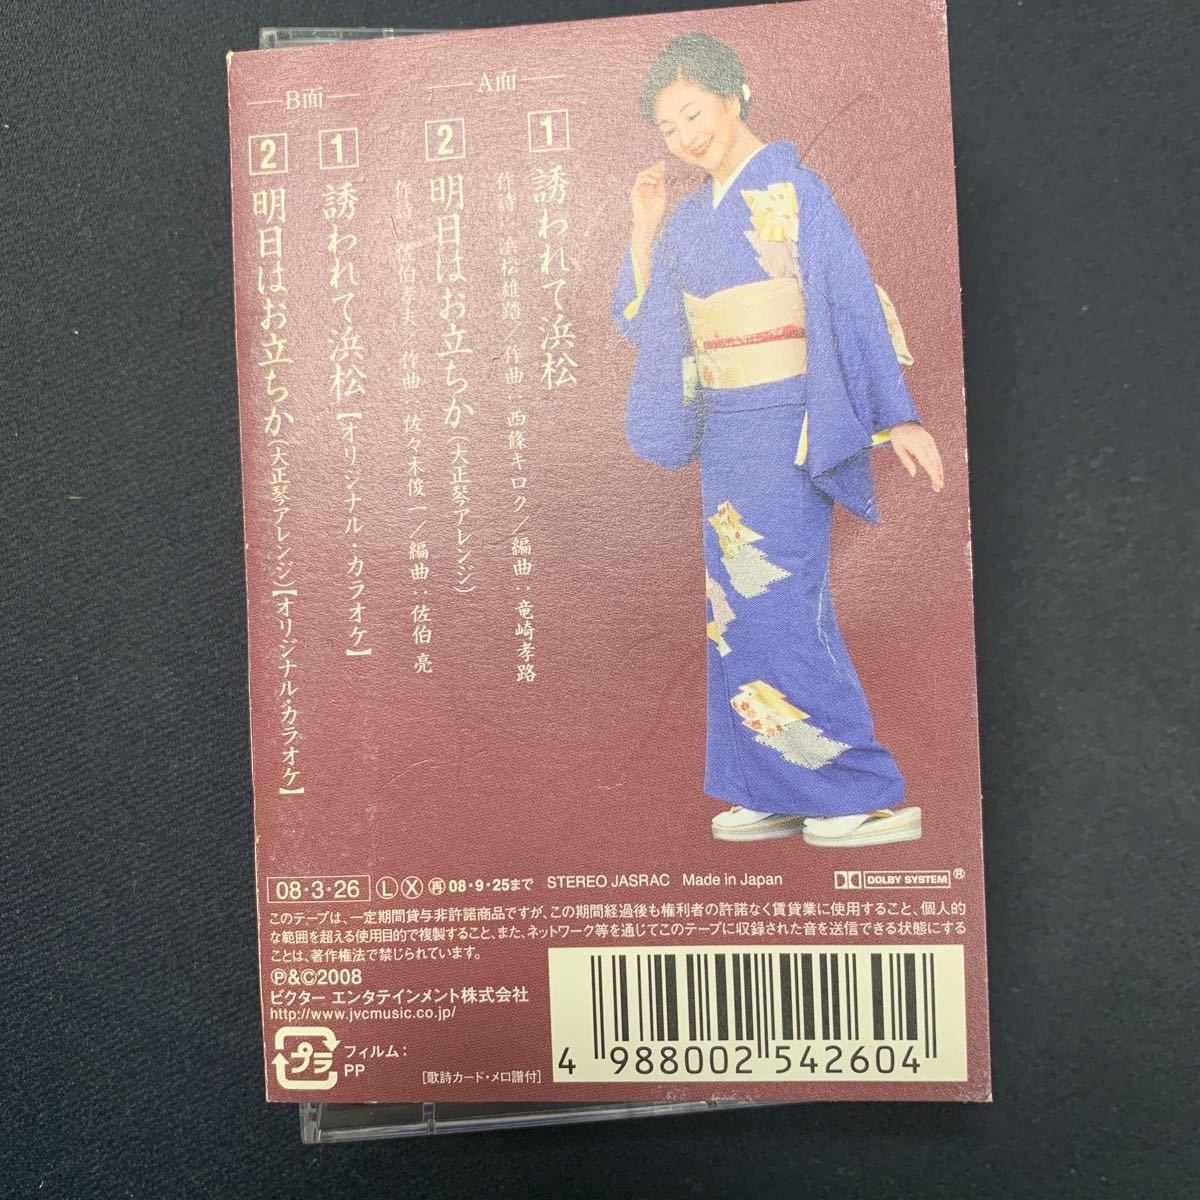 A面
1 誘われて浜松
作詩:浜松雄踏/作曲:西條キロク/編曲:竜崎孝路
2 明日はお立ちか(大正琴アレンジ)
作詩:佐伯孝夫/作曲:佐々木俊一/編曲:佐伯 亮
B面
1 誘われて浜松【オリジナル・カラオケ】
2 明日はお立ちか(大正琴アレンジ)【オリジナル・カラオケ】
08・3・26 Ⓛ Ⓧ ㊢ 08・9・25まで STEREO JASRAC Made in Japan DOLBY SYSTEM®
このテープは、一定期間貸与非許諾商品ですが、この期間経過後も権利者の許諾なく賃貸業に使用すること、個人的
な範囲を超える使用目的で複製すること、また、ネットワーク等を通じてこのテープに収録された音を送信できる状態にする
ことは、著作権法で禁じられています。
℗&©2008
ビクター エンタテインメント株式会社
http://www.jvcmusic.co.jp/
プラ
フィルム:
PP
[歌詩カード・メロ譜付]
4 988002 542604